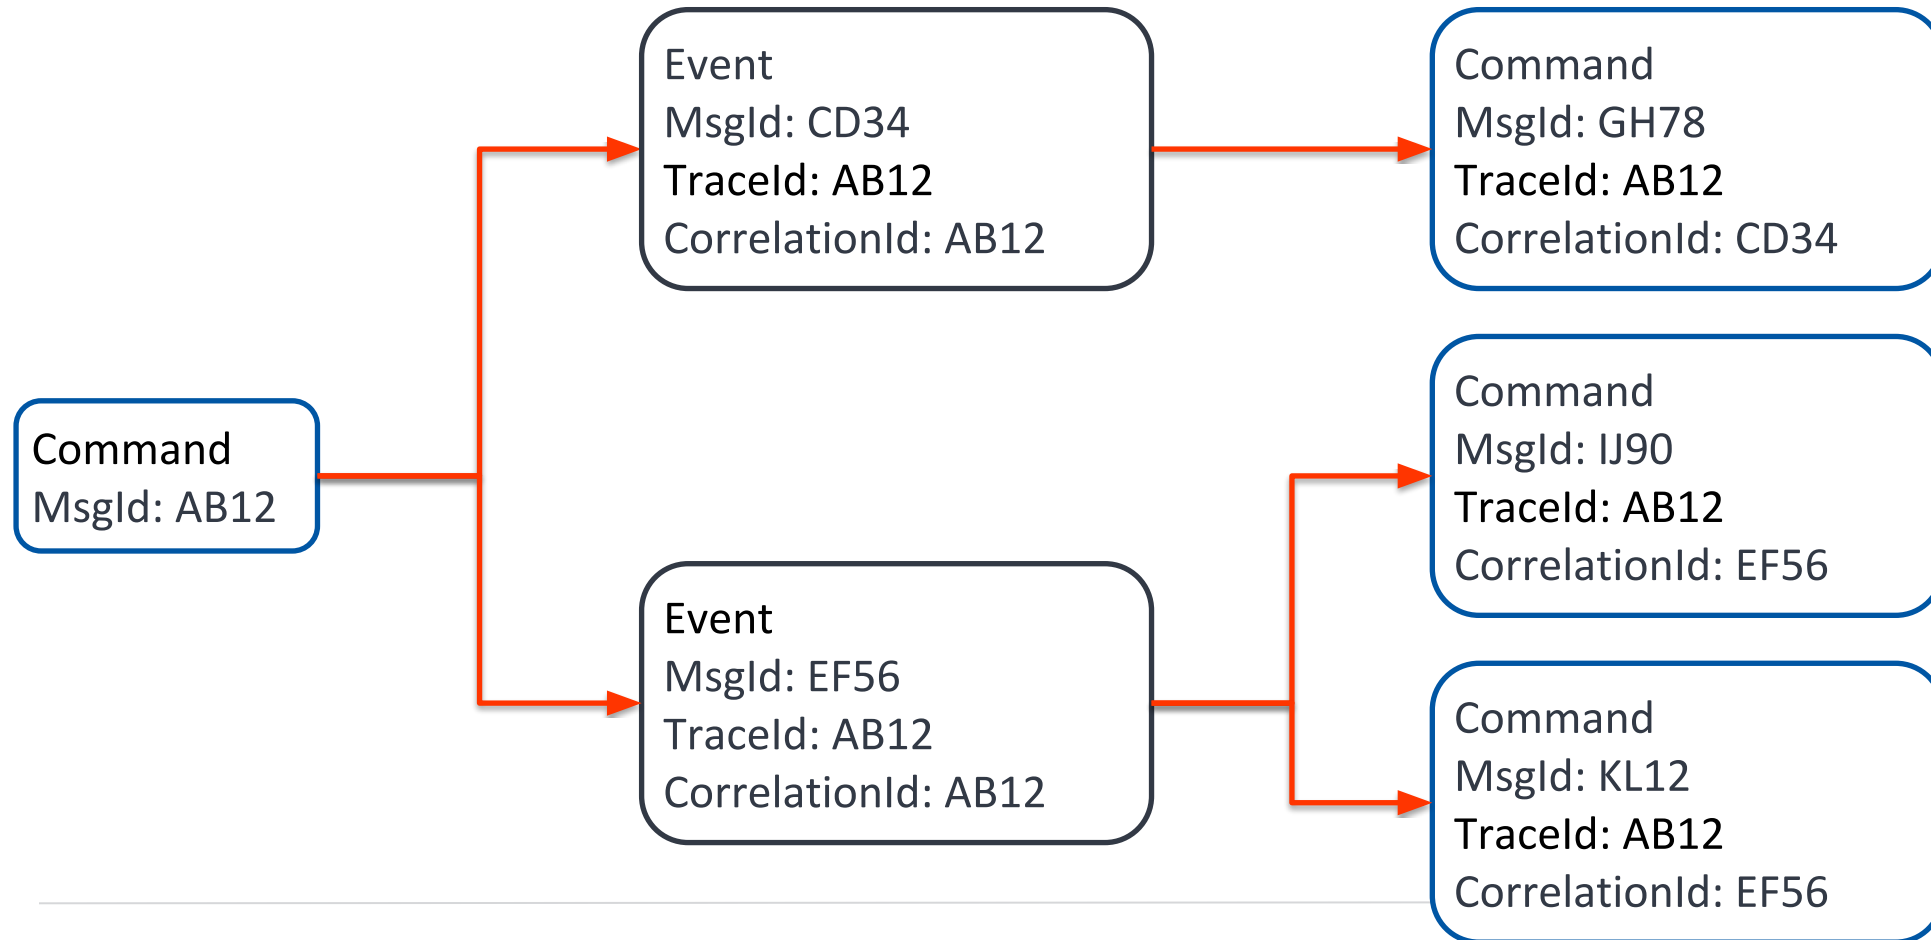 Command
MsgId: AB12
Event
MsgId: CD34
TraceId: AB12
CorrelationId: AB12
Event
MsgId: EF56
TraceId: AB12
CorrelationId: AB12
Command
MsgId: GH78
TraceId: AB12
CorrelationId: CD34
Command
MsgId: IJ90
TraceId: AB12
CorrelationId: EF56
Command
MsgId: KL12
TraceId: AB12
CorrelationId: EF56